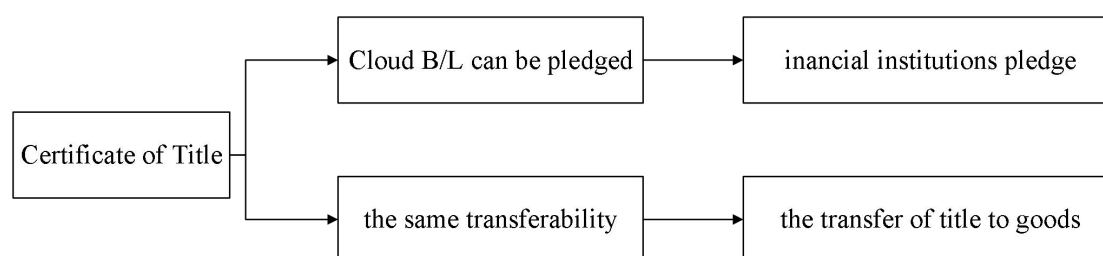 Cloud B/L can be pledged
inancial institutions pledge
Certificate of Title
the same transferability
the transfer of title to goods